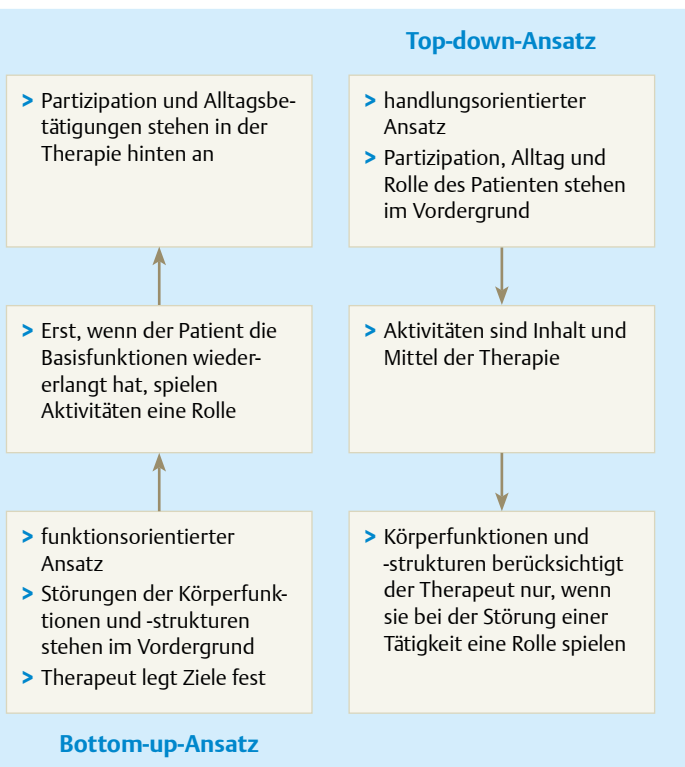 Top-down-Ansatz
> Partizipation und Alltagsbe-
tätigungen stehen in der
Therapie hinten an
> Erst, wenn der Patient die
Basisfunktionen wieder-
erlangt hat, spielen
Aktivitäten eine Rolle
> funktionsorientierter
Ansatz
> Störungen der Körperfunk-
tionen und -strukturen
stehen im Vordergrund
> Therapeut legt Ziele fest
Bottom-up-Ansatz
> handlungsorientierter
Ansatz
> Partizipation, Alltag und
Rolle des Patienten stehen
im Vordergrund
> Aktivitäten sind Inhalt und
Mittel der Therapie
> Körperfunktionen und
-strukturen berücksichtigt
der Therapeut nur, wenn
sie bei der Störung einer
Tätigkeit eine Rolle spielen